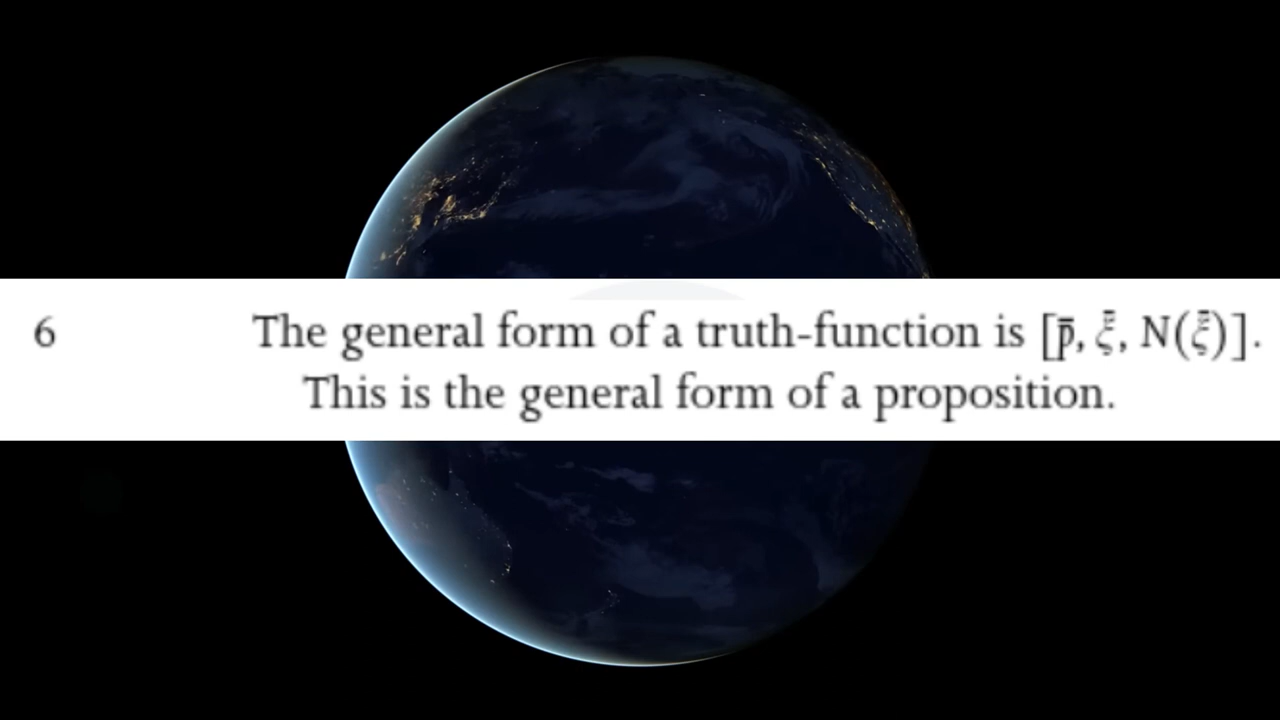 6 The general form of a truth-function is [p̄, ξ̄, N(ξ̄)].
This is the general form of a proposition.